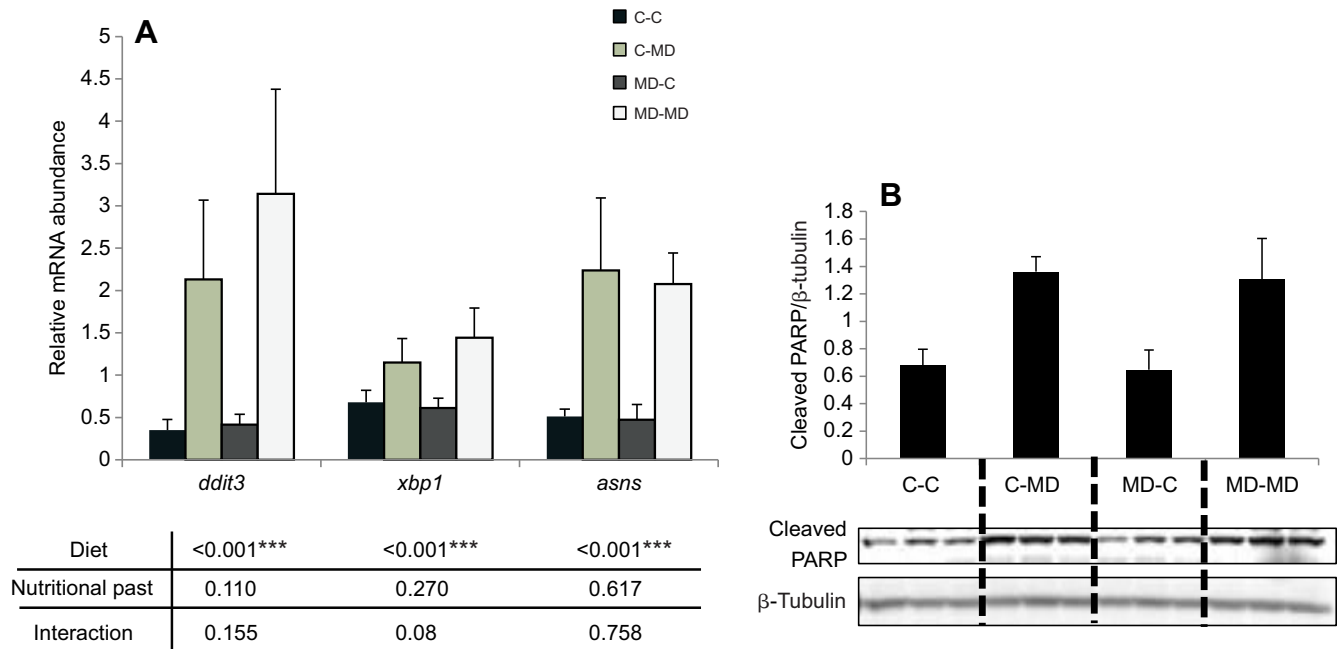 A
C-C
C-MD
MD-C
MD-MD
Relative mRNA abundance
5
4.5
4
3.5
3
2.5
2
1.5
1
0.5
0
ddit3 xbp1 asns
Diet <0.001*** <0.001*** <0.001***
Nutritional past 0.110 0.270 0.617
Interaction 0.155 0.08 0.758
B
Cleaved PARP/β-tubulin
1.8
1.6
1.4
1.2
1
0.8
0.6
0.4
0.2
0
C-C C-MD MD-C MD-MD
Cleaved
PARP
β-Tubulin